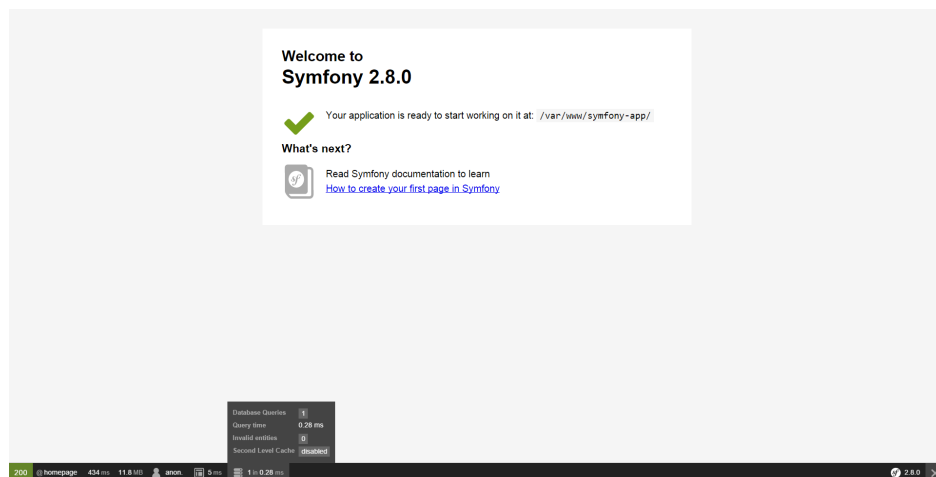 Welcome to
Symfony 2.8.0
Your application is ready to start working on it at: /var/www/symfony-app/
What's next?
Read Symfony documentation to learn
How to create your first page in Symfony
Database Queries 1
Query time 0.28 ms
Invalid entities 0
Second Level Cache disabled
200 @ homepage 434 ms 11.8 MB anon. 5 ms 1 in 0.28 ms sf 2.8.0